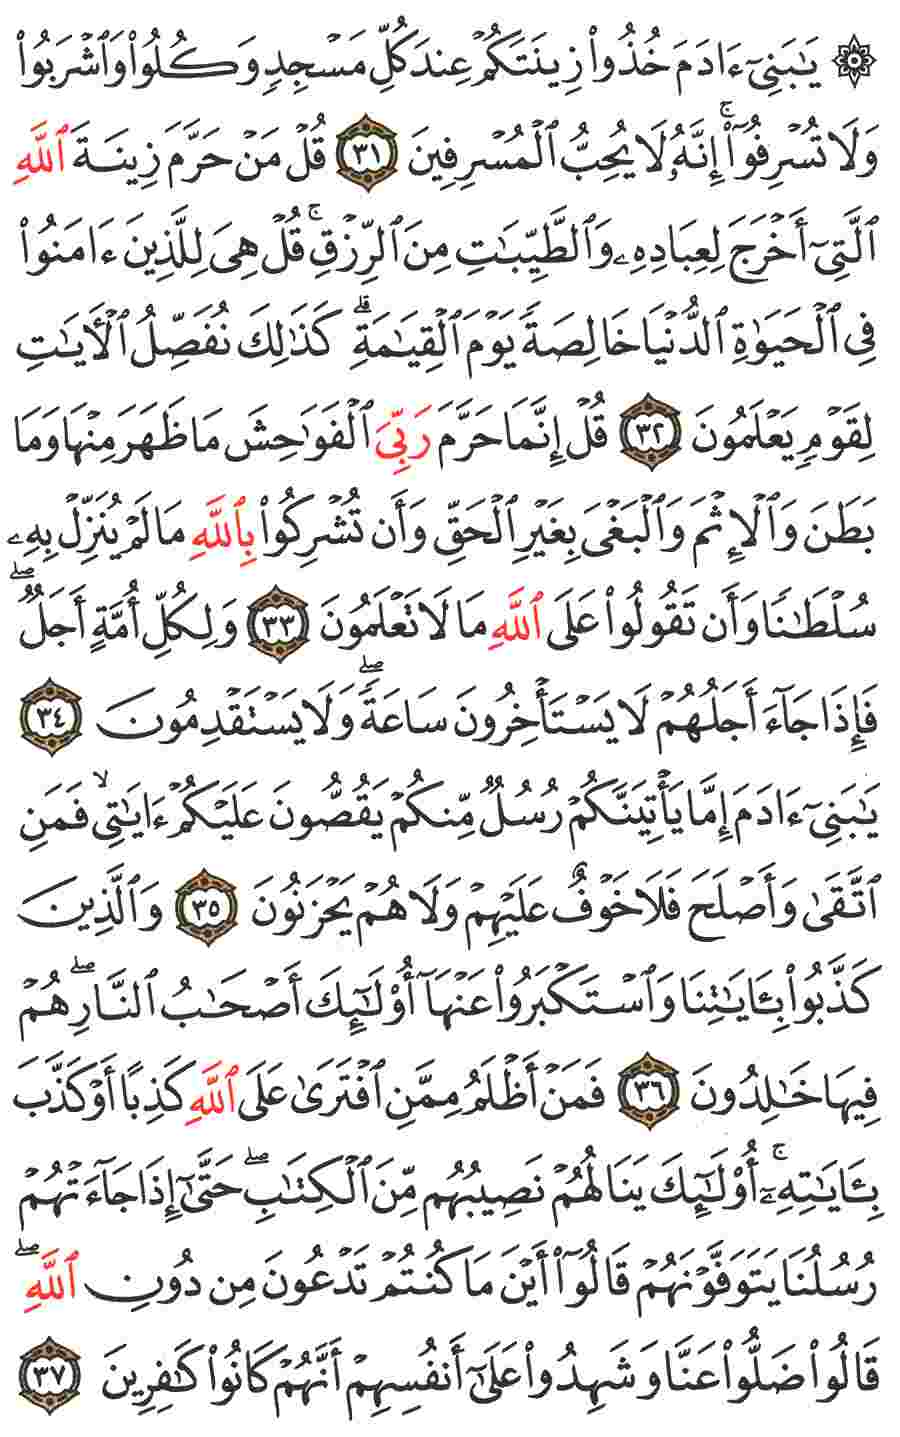 ۞ يَٰبَنِىٓ ءَادَمَ خُذُوا۟ زِينَتَكُمْ عِندَ كُلِّ مَسْجِدٍ وَكُلُوا۟ وَٱشْرَبُوا۟
وَلَا تُسْرِفُوٓا۟ ۚ إِنَّهُۥ لَا يُحِبُّ ٱلْمُسْرِفِينَ ٣١ قُلْ مَنْ حَرَّمَ زِينَةَ ٱللَّهِ
ٱلَّتِىٓ أَخْرَجَ لِعِبَادِهِۦ وَٱلطَّيِّبَٰتِ مِنَ ٱلرِّزْقِ ۚ قُلْ هِىَ لِلَّذِينَ ءَامَنُوا۟
فِى ٱلْحَيَوٰةِ ٱلدُّنْيَا خَالِصَةً يَوْمَ ٱلْقِيَٰمَةِ ۗ كَذَٰلِكَ نُفَصِّلُ ٱلْـَٔايَٰتِ
لِقَوْمٍ يَعْلَمُونَ ٣٢ قُلْ إِنَّمَا حَرَّمَ رَبِّىَ ٱلْفَوَٰحِشَ مَا ظَهَرَ مِنْهَا وَمَا
بَطَنَ وَٱلْإِثْمَ وَٱلْبَغْىَ بِغَيْرِ ٱلْحَقِّ وَأَن تُشْرِكُوا۟ بِٱللَّهِ مَا لَمْ يُنَزِّلْ بِهِۦ
سُلْطَٰنًا وَأَن تَقُولُوا۟ عَلَى ٱللَّهِ مَا لَا تَعْلَمُونَ ٣٣ وَلِكُلِّ أُمَّةٍ أَجَلٌ ۖ
فَإِذَا جَآءَ أَجَلُهُمْ لَا يَسْتَأْخِرُونَ سَاعَةً ۖ وَلَا يَسْتَقْدِمُونَ ٣٤
يَٰبَنِىٓ ءَادَمَ إِمَّا يَأْتِيَنَّكُمْ رُسُلٌ مِّنكُمْ يَقُصُّونَ عَلَيْكُمْ ءَايَٰتِى ۙ فَمَنِ
ٱتَّقَىٰ وَأَصْلَحَ فَلَا خَوْفٌ عَلَيْهِمْ وَلَا هُمْ يَحْزَنُونَ ٣٥ وَٱلَّذِينَ
كَذَّبُوا۟ بِـَٔايَٰتِنَا وَٱسْتَكْبَرُوا۟ عَنْهَآ أُو۟لَٰٓئِكَ أَصْحَٰبُ ٱلنَّارِ ۖ هُمْ
فِيهَا خَٰلِدُونَ ٣٦ فَمَنْ أَظْلَمُ مِمَّنِ ٱفْتَرَىٰ عَلَى ٱللَّهِ كَذِبًا أَوْ كَذَّبَ
بِـَٔايَٰتِهِۦٓ ۚ أُو۟لَٰٓئِكَ يَنَالُهُمْ نَصِيبُهُم مِّنَ ٱلْكِتَٰبِ ۖ حَتَّىٰٓ إِذَا جَآءَتْهُمْ
رُسُلُنَا يَتَوَفَّوْنَهُمْ قَالُوٓا۟ أَيْنَ مَا كُنتُمْ تَدْعُونَ مِن دُونِ ٱللَّهِ ۖ
قَالُوا۟ ضَلُّوا۟ عَنَّا وَشَهِدُوا۟ عَلَىٰٓ أَنفُسِهِمْ أَنَّهُمْ كَانُوا۟ كَٰفِرِينَ ٣٧